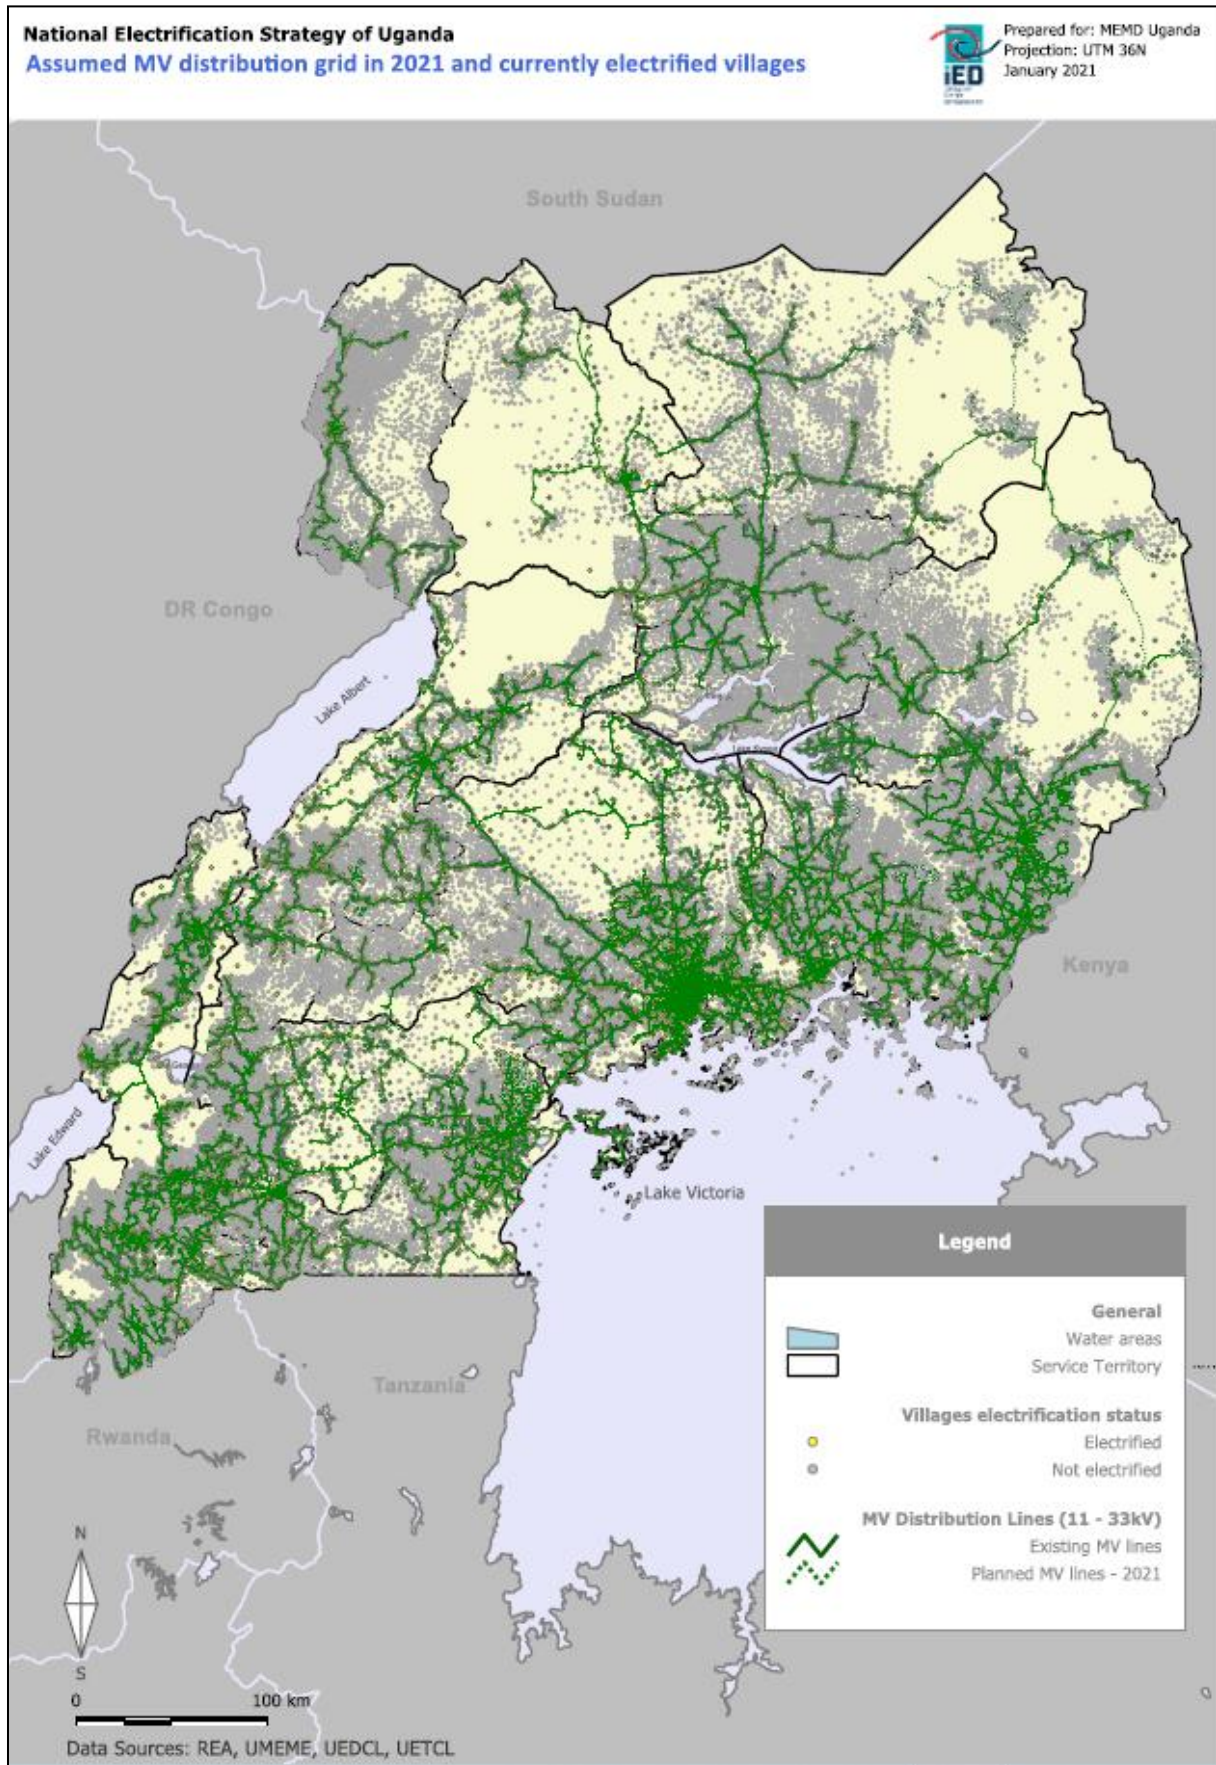 National Electrification Strategy of Uganda
Assumed MV distribution grid in 2021 and currently electrified villages
iED
Prepared for: MEMD Uganda
Projection: UTM 36N
January 2021
South Sudan
DR Congo
Lake Albert
Kenya
Lake Edward
Lake Victoria
Tanzania
Rwanda
Legend
General
Water areas
Service Territory
Villages electrification status
Electrified
Not electrified
MV Distribution Lines (11 - 33kV)
Existing MV lines
Planned MV lines - 2021
N
S
0 100 km
Data Sources: REA, UMEME, UEDCL, UETCL